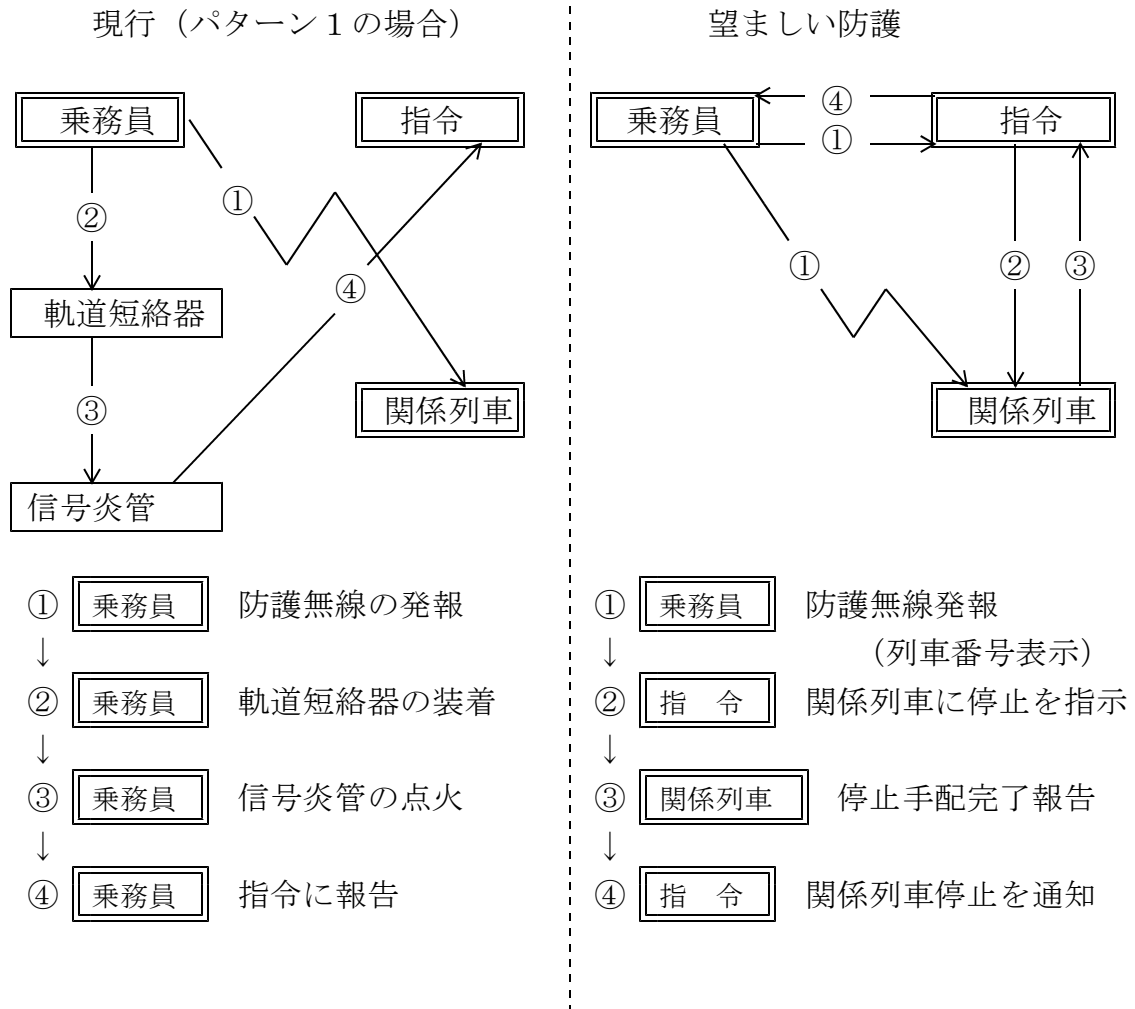 現行（パターン１の場合）
乗務員
指令
①
②
④
軌道短絡器
③
関係列車
信号炎管
① 乗務員 防護無線の発報
↓
② 乗務員 軌道短絡器の装着
↓
③ 乗務員 信号炎管の点火
↓
④ 乗務員 指令に報告
望ましい防護
乗務員
④
①
指令
①
②
③
関係列車
① 乗務員 防護無線発報
↓ （列車番号表示）
② 指　令 関係列車に停止を指示
↓
③ 関係列車 停止手配完了報告
↓
④ 指　令 関係列車停止を通知